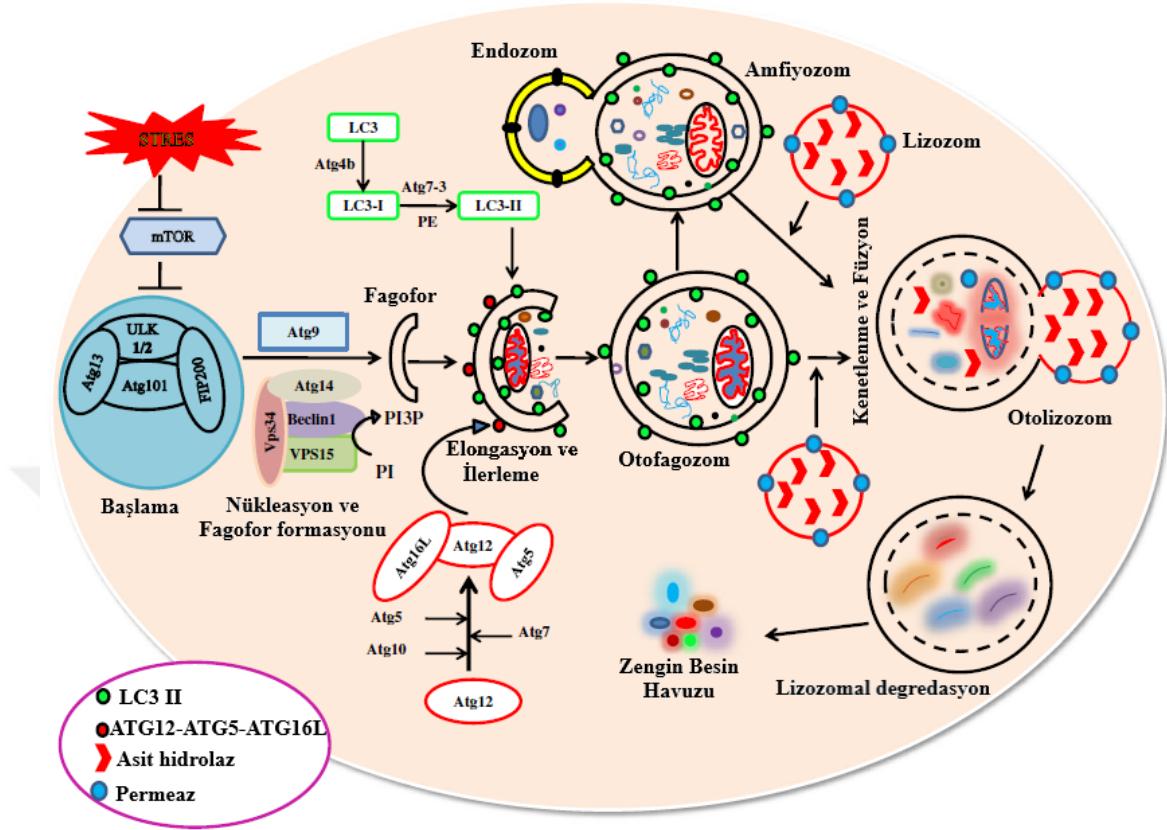 Endozom
Amfiyozom
STRES
LC3
Lizozom
Atg4b
Atg7-3
LC3-I
LC3-II
PE
mTOR
Kenetlenme ve Füzyon
Fagofor
Atg9
ULK
1/2
Atg13
FIP200
Atg101
Atg14
Beclin1
Vps34
VPS15
PI3P
PI
Elongasyon ve
İlerleme
Otofagozom
Otolizozom
Başlama
Nükleasyon ve
Fagofor formasyonu
Atg16L
Atg12
Atg5
Atg5
Atg7
Atg10
Atg12
Zengin Besin
Havuzu
Lizozomal degredasyon
LC3 II
ATG12-ATG5-ATG16L
Asit hidrolaz
Permeaz